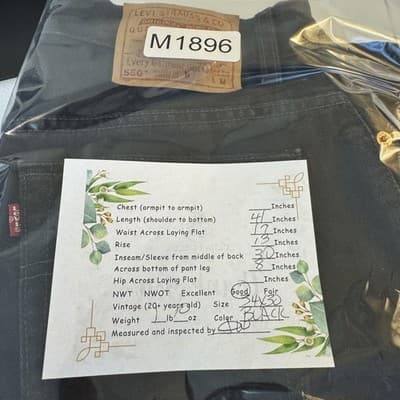 LEVI STRAUSS & CO
M1896
550
Levi's
Chest (armpit to armpit) Inches
Length (shoulder to bottom) 41 Inches
Waist Across Laying Flat 17 Inches
Rise 13 Inches
Inseam/Sleeve from middle of back 30 Inches
Across bottom of pant leg 8 Inches
Hip Across Laying Flat Inches
NWT NWOT Excellent Good Fair
Vintage (20+ years old) Size 34x30
Weight 1 lb oz Color BLACK
Measured and inspected by